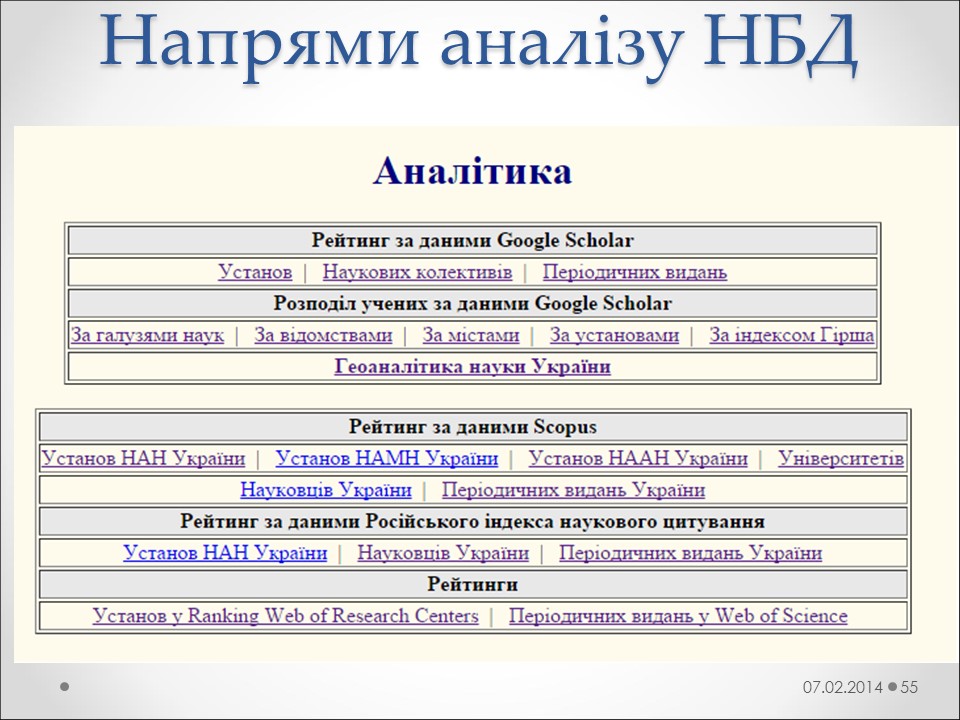 Напрями аналізу НБД
Аналітика
Рейтинг за даними Google Scholar
Установ | Наукових колективів | Періодичних видань
Розподіл учених за даними Google Scholar
За галузями наук | За відомствами | За містами | За установами | За індексом Гірша
Геоаналітика науки України
Рейтинг за даними Scopus
Установ НАН України | Установ НАМН України | Установ НААН України | Університетів
Науковців України | Періодичних видань України
Рейтинг за даними Російського індекса наукового цитування
Установ НАН України | Науковців України | Періодичних видань України
Рейтинги
Установ у Ranking Web of Research Centers | Періодичних видань у Web of Science
07.02.2014 55